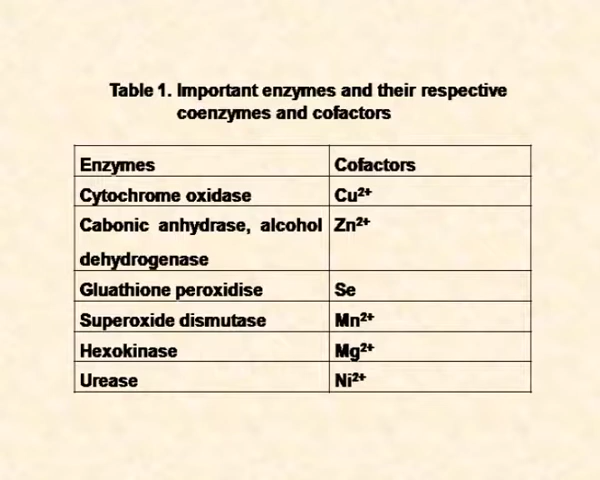 Table 1. Important enzymes and their respective
coenzymes and cofactors
Enzymes Cofactors
Cytochrome oxidase Cu²⁺
Cabonic anhydrase, alcohol Zn²⁺
dehydrogenase
Gluathione peroxidise Se
Superoxide dismutase Mn²⁺
Hexokinase Mg²⁺
Urease Ni²⁺